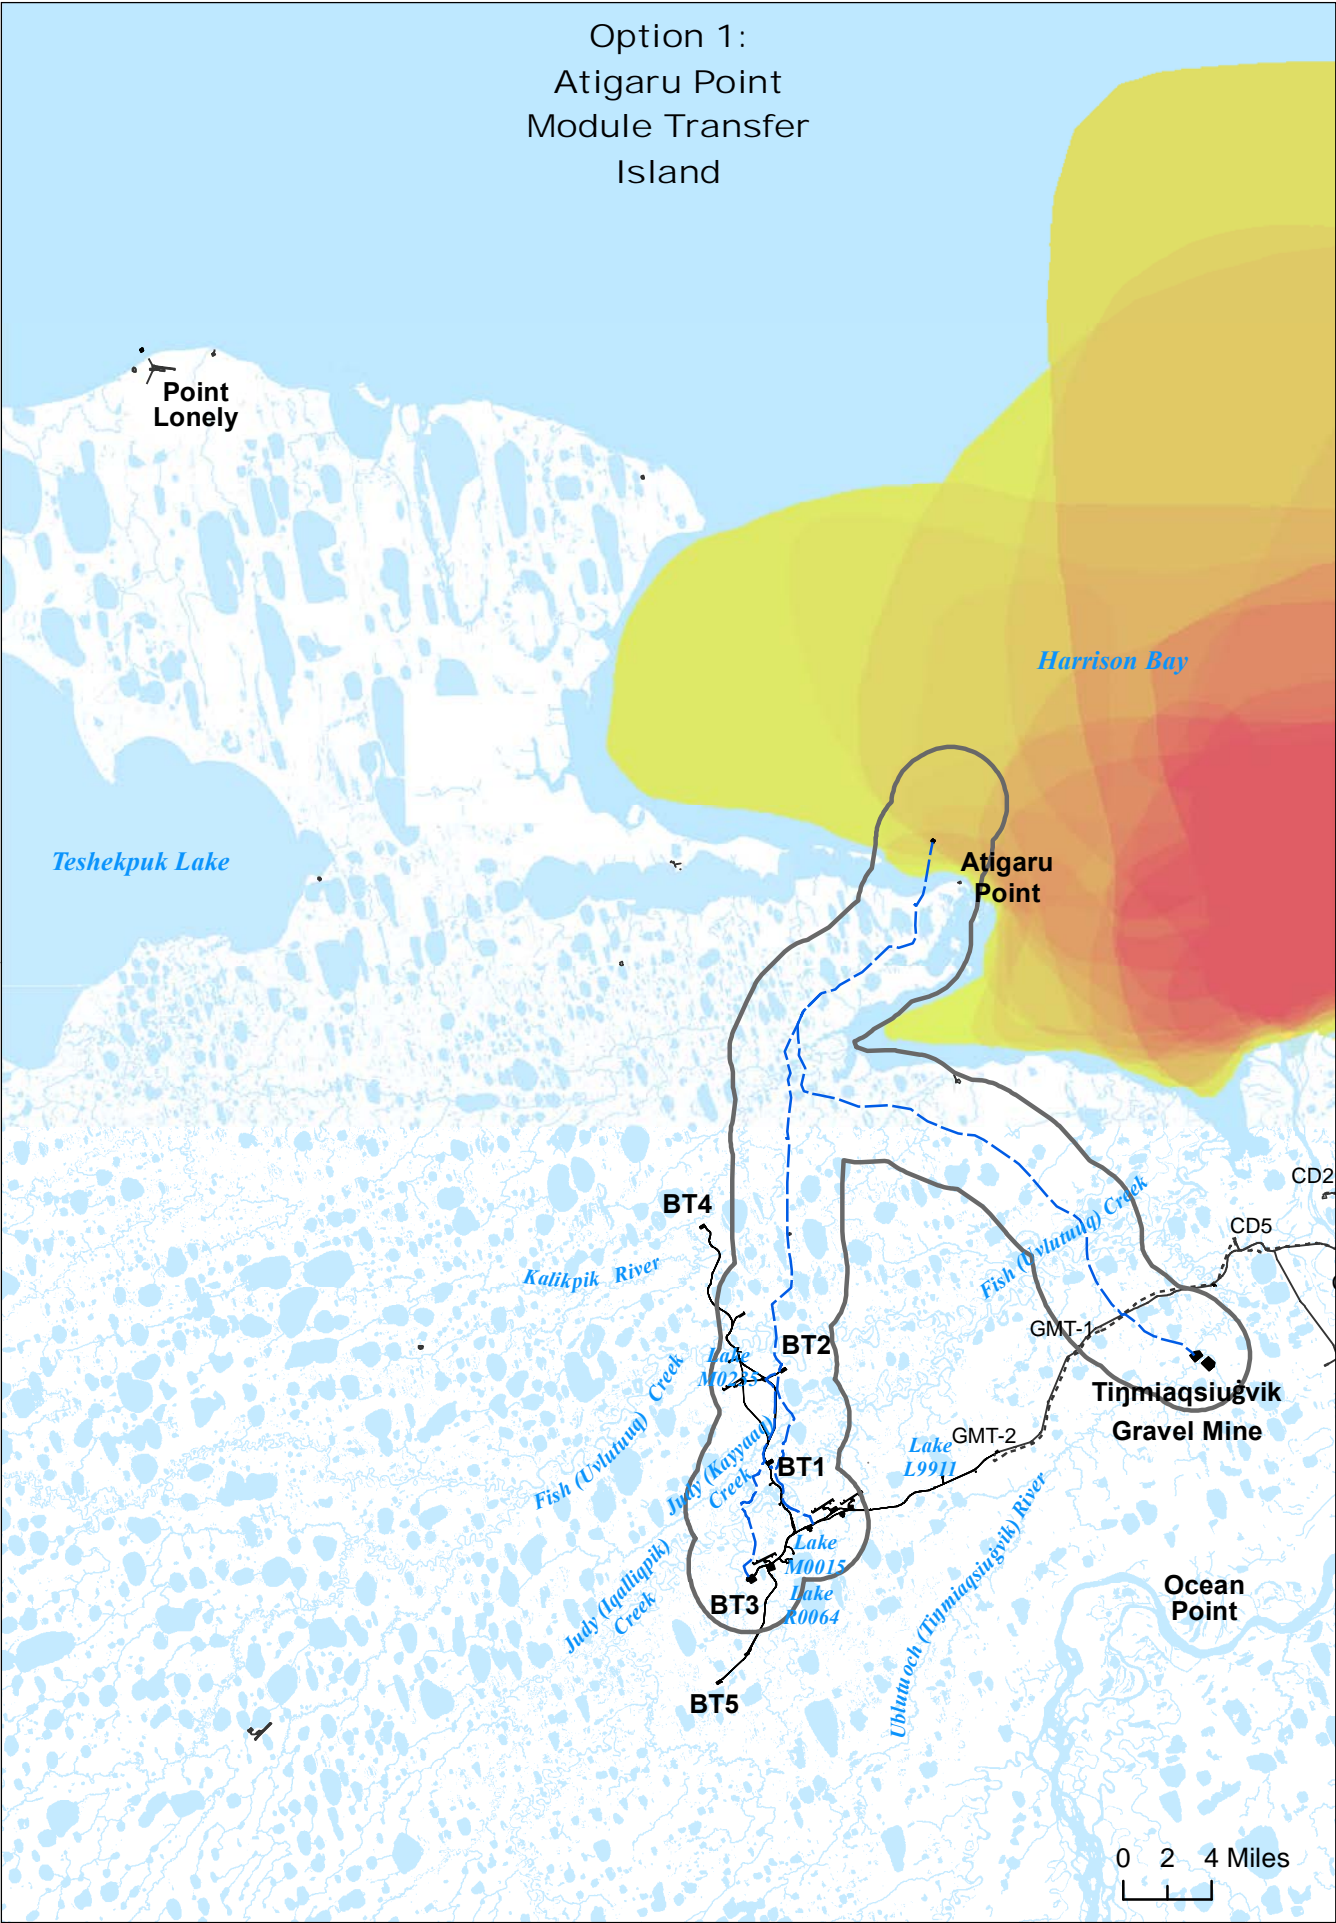 Option 1:
Atigaru Point
Module Transfer
Island
Point
Lonely
Harrison Bay
Teshekpuk Lake
Atigaru
Point
CD2
BT4
CD5
Fish (Uvlutuuq) Creek
Kalikpik River
GMT-1
BT2
Lake
M0235
Tiŋmiaqsiuġvik
Gravel Mine
Fish (Uvlutuuq) Creek
GMT-2
Lake
L9911
Judy (Kayyaaq)
Creek
BT1
Lake
M0015
Judy (Iqalliqpik)
Creek
Ublutuoch (Tiŋmiaqsiuġvik) River
Ocean
Point
BT3
Lake
R0064
BT5
0 2 4 Miles